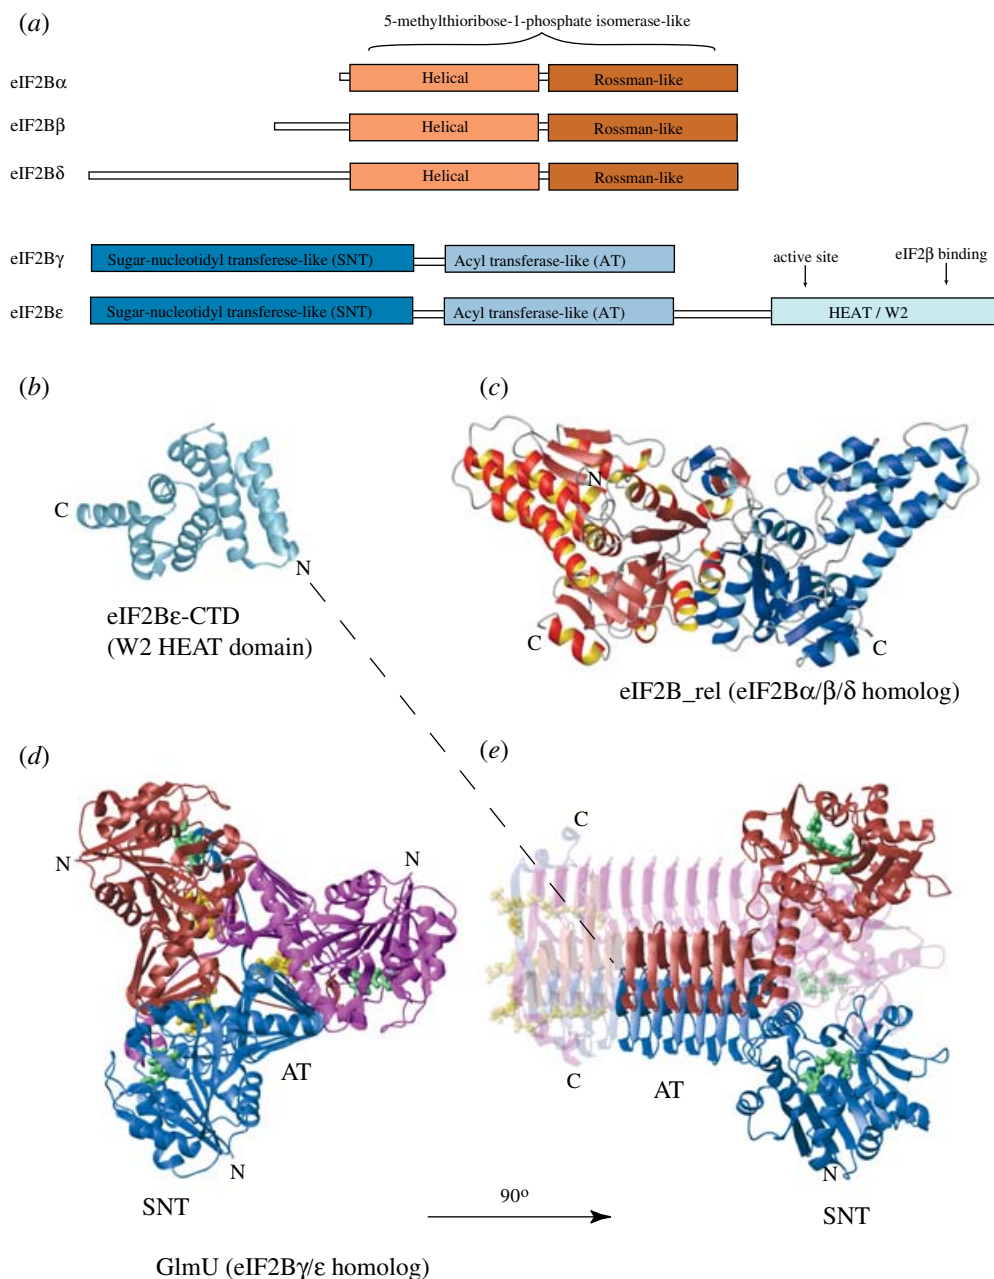 (a)
5-methylthioribose-1-phosphate isomerase-like
eIF2Bα
Helical
Rossman-like
eIF2Bβ
Helical
Rossman-like
eIF2Bδ
Helical
Rossman-like
eIF2Bγ
Sugar-nucleotidyl transferese-like (SNT)
Acyl transferase-like (AT)
active site
eIF2β binding
eIF2Bε
Sugar-nucleotidyl transferese-like (SNT)
Acyl transferase-like (AT)
HEAT / W2
(b)
C
N
eIF2Bε-CTD
(W2 HEAT domain)
(c)
N
C
C
eIF2B_rel (eIF2Bα/β/δ homolog)
(d)
N
N
AT
N
SNT
(e)
C
C
AT
N
SNT
90º
GlmU (eIF2Bγ/ε homolog)